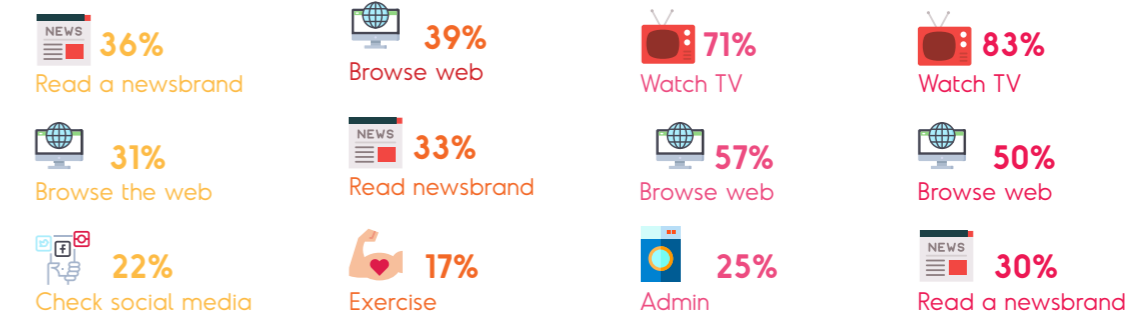 NEWS
36%
Read a newsbrand
31%
Browse the web
22%
Check social media
39%
Browse web
NEWS
33%
Read newsbrand
17%
Exercise
71%
Watch TV
57%
Browse web
25%
Admin
83%
Watch TV
50%
Browse web
NEWS
30%
Read a newsbrand